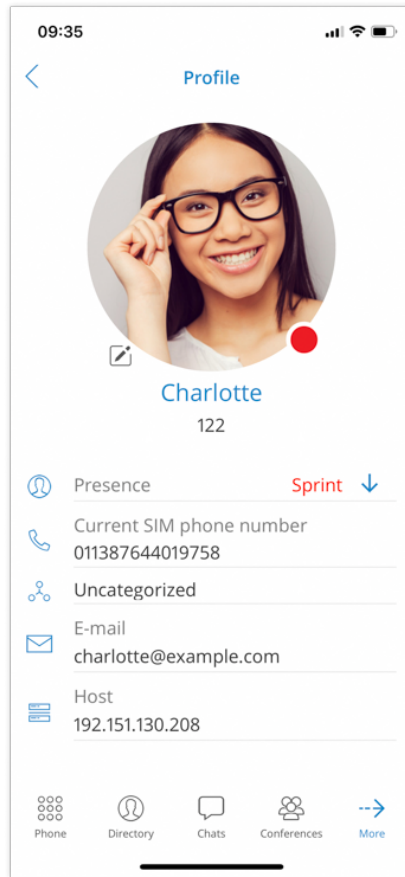 09:35
Profile
Charlotte
122
Presence Sprint
Current SIM phone number
011387644019758
Uncategorized
E-mail
charlotte@example.com
Host
192.151.130.208
Phone Directory Chats Conferences More